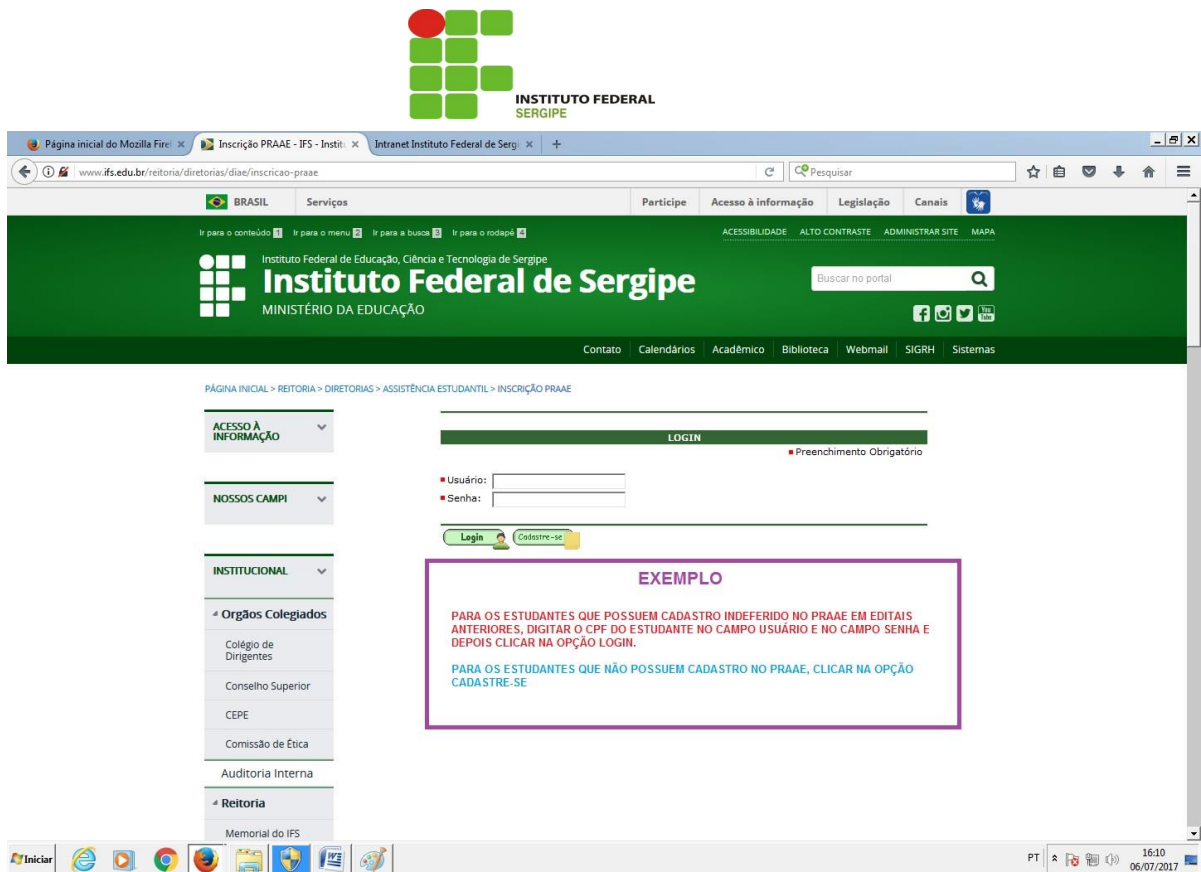 INSTITUTO FEDERAL
SERGIPE
Página inicial do Mozilla Firef
Inscrição PRAAE - IFS - Instit
Intranet Instituto Federal de Sergi
www.ifs.edu.br/reitoria/diretorias/diae/inscricao-praae
Pesquisar
BRASIL Serviços Participe Acesso à informação Legislação Canais
Ir para o conteúdo 1 Ir para o menu 2 Ir para a busca 3 Ir para o rodapé 4 ACESSIBILIDADE ALTO CONTRASTE ADMINISTRAR SITE MAPA
Instituto Federal de Educação, Ciência e Tecnologia de Sergipe
Instituto Federal de Sergipe
Buscar no portal
MINISTÉRIO DA EDUCAÇÃO
You Tube
Contato Calendários Acadêmico Biblioteca Webmail SIGRH Sistemas
PÁGINA INICIAL > REITORIA > DIRETORIAS > ASSISTÊNCIA ESTUDANTIL > INSCRIÇÃO PRAAE
ACESSO À
INFORMAÇÃO
NOSSOS CAMPI
INSTITUCIONAL
Orgãos Colegiados
Colégio de
Dirigentes
Conselho Superior
CEPE
Comissão de Ética
Auditoria Interna
Reitoria
Memorial do IFS
LOGIN
Preenchimento Obrigatório
Usuário:
Senha:
Login Cadastre-se
EXEMPLO
PARA OS ESTUDANTES QUE POSSUEM CADASTRO INDEFERIDO NO PRAAE EM EDITAIS
ANTERIORES, DIGITAR O CPF DO ESTUDANTE NO CAMPO USUÁRIO E NO CAMPO SENHA E
DEPOIS CLICAR NA OPÇÃO LOGIN.
PARA OS ESTUDANTES QUE NÃO POSSUEM CADASTRO NO PRAAE, CLICAR NA OPÇÃO
CADASTRE-SE
Iniciar
PT
16:10
06/07/2017